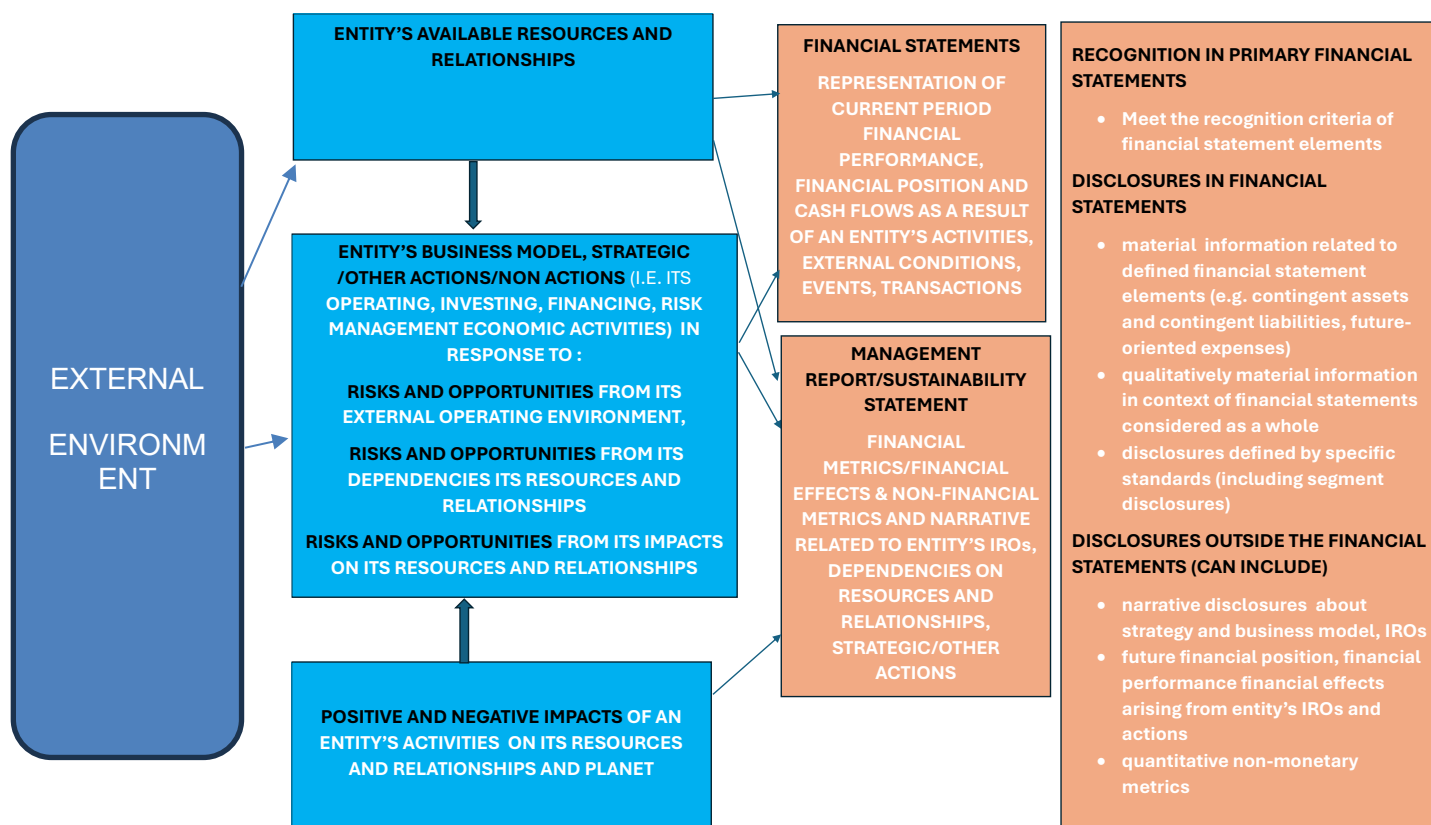 EXTERNAL
ENVIRONM
ENT
ENTITY'S AVAILABLE RESOURCES AND
RELATIONSHIPS
ENTITY'S BUSINESS MODEL, STRATEGIC
/OTHER ACTIONS/NON ACTIONS (I.E. ITS
OPERATING, INVESTING, FINANCING, RISK
MANAGEMENT ECONOMIC ACTIVITIES) IN
RESPONSE TO :
RISKS AND OPPORTUNITIES FROM ITS
EXTERNAL OPERATING ENVIRONMENT,
RISKS AND OPPORTUNITIES FROM ITS
DEPENDENCIES ITS RESOURCES AND
RELATIONSHIPS
RISKS AND OPPORTUNITIES FROM ITS IMPACTS
ON ITS RESOURCES AND RELATIONSHIPS
POSITIVE AND NEGATIVE IMPACTS OF AN
ENTITY'S ACTIVITIES ON ITS RESOURCES
AND RELATIONSHIPS AND PLANET
FINANCIAL STATEMENTS
REPRESENTATION OF
CURRENT PERIOD
FINANCIAL
PERFORMANCE,
FINANCIAL POSITION AND
CASH FLOWS AS A RESULT
OF AN ENTITY'S ACTIVITIES,
EXTERNAL CONDITIONS,
EVENTS, TRANSACTIONS
MANAGEMENT
REPORT/SUSTAINABILITY
STATEMENT
FINANCIAL
METRICS/FINANCIAL
EFFECTS & NON-FINANCIAL
METRICS AND NARRATIVE
RELATED TO ENTITY'S IROs,
DEPENDENCIES ON
RESOURCES AND
RELATIONSHIPS,
STRATEGIC/OTHER
ACTIONS
RECOGNITION IN PRIMARY FINANCIAL
STATEMENTS
• Meet the recognition criteria of
financial statement elements
DISCLOSURES IN FINANCIAL
STATEMENTS
• material information related to
defined financial statement
elements (e.g. contingent assets
and contingent liabilities, future-
oriented expenses)
• qualitatively material information
in context of financial statements
considered as a whole
• disclosures defined by specific
standards (including segment
disclosures)
DISCLOSURES OUTSIDE THE FINANCIAL
STATEMENTS (CAN INCLUDE)
• narrative disclosures about
strategy and business model, IROs
• future financial position, financial
performance financial effects
arising from entity's IROs and
actions
• quantitative non-monetary
metrics